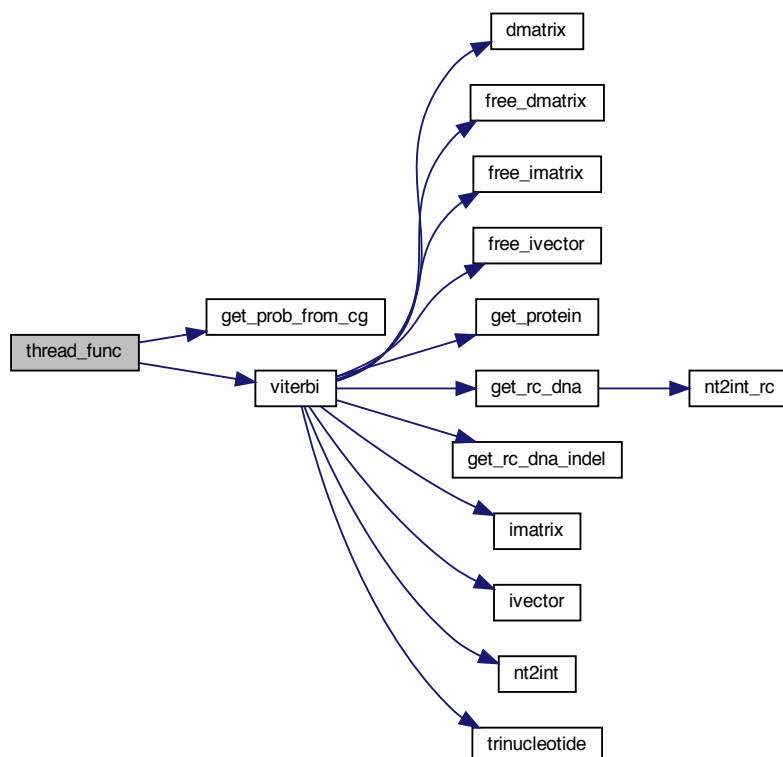 dmatrix
free_dmatrix
free_imatrix
free_ivector
get_prob_from_cg
get_protein
thread_func
viterbi
get_rc_dna
nt2int_rc
get_rc_dna_indel
imatrix
ivector
nt2int
trinucleotide